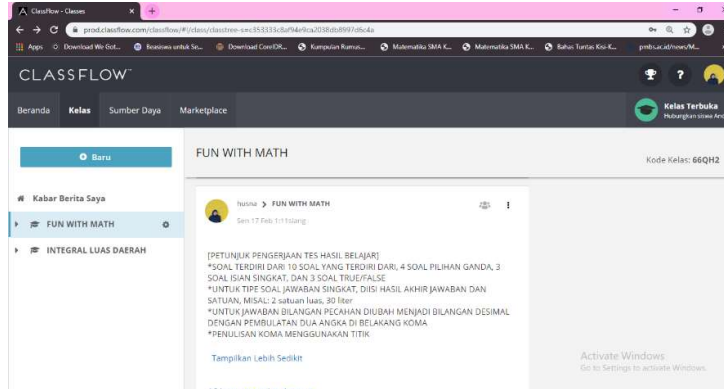 ClassFlow - Classes
prod.classflow.com/classflow/#!/class/classtree-s=c353333c8af94e9ca2038db8997d6c4a
Apps
Download We Got...
Beasiswa untuk Se...
Download CorelDR...
Kumpulan Rumus...
Matematika SMA K...
Matematika SMA K...
Bahas Tuntas Kisi-K...
CLASSFLOW
?
Beranda
Kelas
Sumber Daya
Marketplace
Kelas Terbuka
Hubungkan siswa And
Baru
FUN WITH MATH
Kode Kelas: 66QH2
Kabar Berita Saya
FUN WITH MATH
INTEGRAL LUAS DAERAH
husna > FUN WITH MATH
Sen 17 Feb 1:11siang
[PETUNJUK PENGERJAAN TES HASIL BELAJAR]
*SOAL TERDIRI DARI 10 SOAL YANG TERDIRI DARI, 4 SOAL PILIHAN GANDA, 3
SOAL ISIAN SINGKAT, DAN 3 SOAL TRUE/FALSE
*UNTUK TIPE SOAL JAWABAN SINGKAT, DIISI HASIL AKHIR JAWABAN DAN
SATUAN, MISAL: 2 satuan luas, 30 liter
*UNTUK JAWABAN BILANGAN PECAHAN DIUBAH MENJADI BILANGAN DESIMAL
DENGAN PEMBULATAN DUA ANGKA DI BELAKANG KOMA
*PENULISAN KOMA MENGGUNAKAN TITIK
Tampilkan Lebih Sedikit
Activate Windows
Go to Settings to activate Windows.